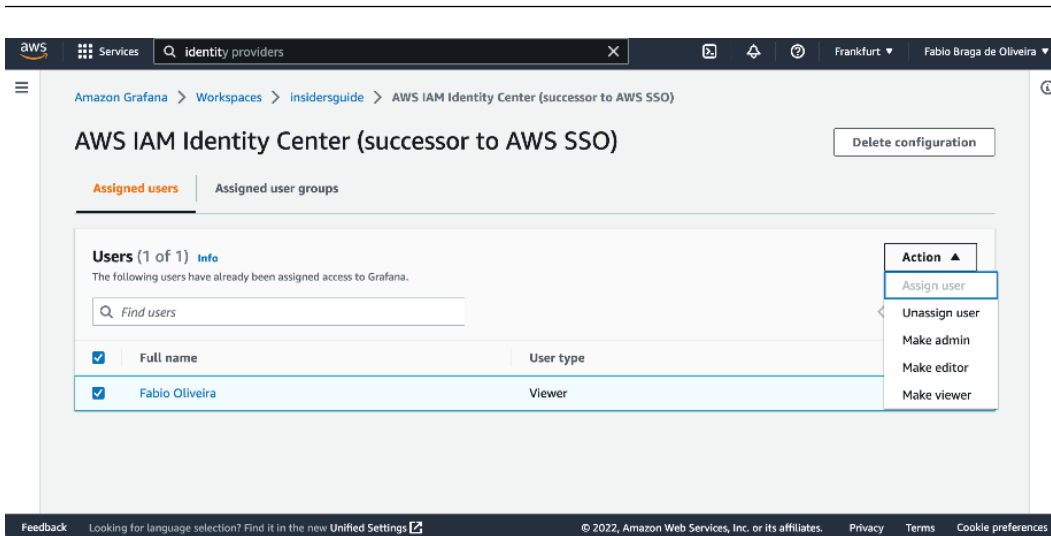 aws Services identity providers Frankfurt ▼ Fabio Braga de Oliveira ▼
Amazon Grafana > Workspaces > insidersguide > AWS IAM Identity Center (successor to AWS SSO)
AWS IAM Identity Center (successor to AWS SSO)
Delete configuration
Assigned users Assigned user groups
Users (1 of 1) Info
The following users have already been assigned access to Grafana.
Action ▲
Assign user
Unassign user
Make admin
Make editor
Make viewer
Find users
Full name User type
Fabio Oliveira Viewer
Feedback Looking for language selection? Find it in the new Unified Settings © 2022, Amazon Web Services, Inc. or its affiliates. Privacy Terms Cookie preferences